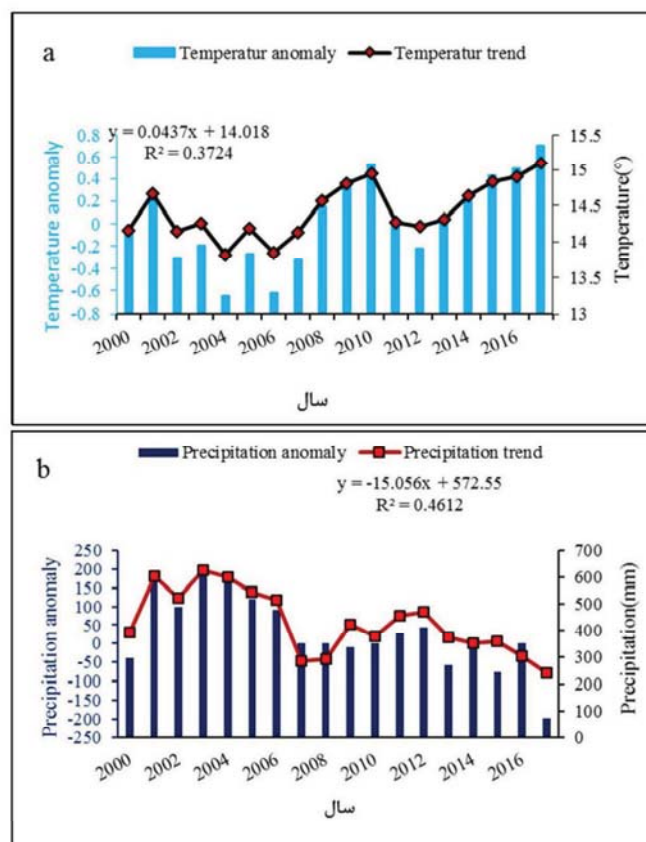 a
Temperatur anomaly Temperatur trend
y = 0.0437x + 14.018
R² = 0.3724
Temperature anomaly
0.8
0.6
0.4
0.2
0
-0.2
-0.4
-0.6
-0.8
Temperature(°)
15.5
15
14.5
14
13.5
13
2000 2002 2004 2006 2008 2010 2012 2014 2016
سال
b
Precipitation anomaly Precipitation trend
y = -15.056x + 572.55
R² = 0.4612
Precipitation anomaly
250
200
150
100
50
0
-50
-100
-150
-200
-250
Precipitation(mm)
700
600
500
400
300
200
100
0
2000 2002 2004 2006 2008 2010 2012 2014 2016
سال